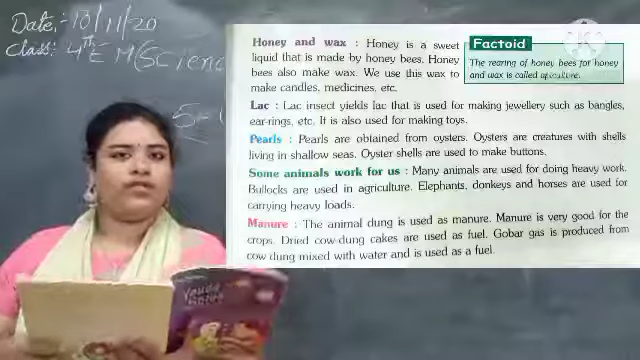 Date:- 10/11/20
Class: 4th E M(Scienc
5-
Honey and wax : Honey is a sweet
liquid that is made by honey bees. Honey
bees also make wax. We use this wax to
make candles, medicines, etc.
Factoid
The rearing of honey bees for honey
and wax is called apiculture.
Lac : Lac insect yields lac that is used for making jewellery such as bangles,
ear-rings, etc. It is also used for making toys.
Pearls : Pearls are obtained from oysters. Oysters are creatures with shells
living in shallow seas. Oyster shells are used to make buttons.
Some animals work for us : Many animals are used for doing heavy work.
Bullocks are used in agriculture. Elephants, donkeys and horses are used for
carrying heavy loads.
Manure : The animal dung is used as manure. Manure is very good for the
crops. Dried cow-dung cakes are used as fuel. Gobar gas is produced from
cow dung mixed with water and is used as a fuel.